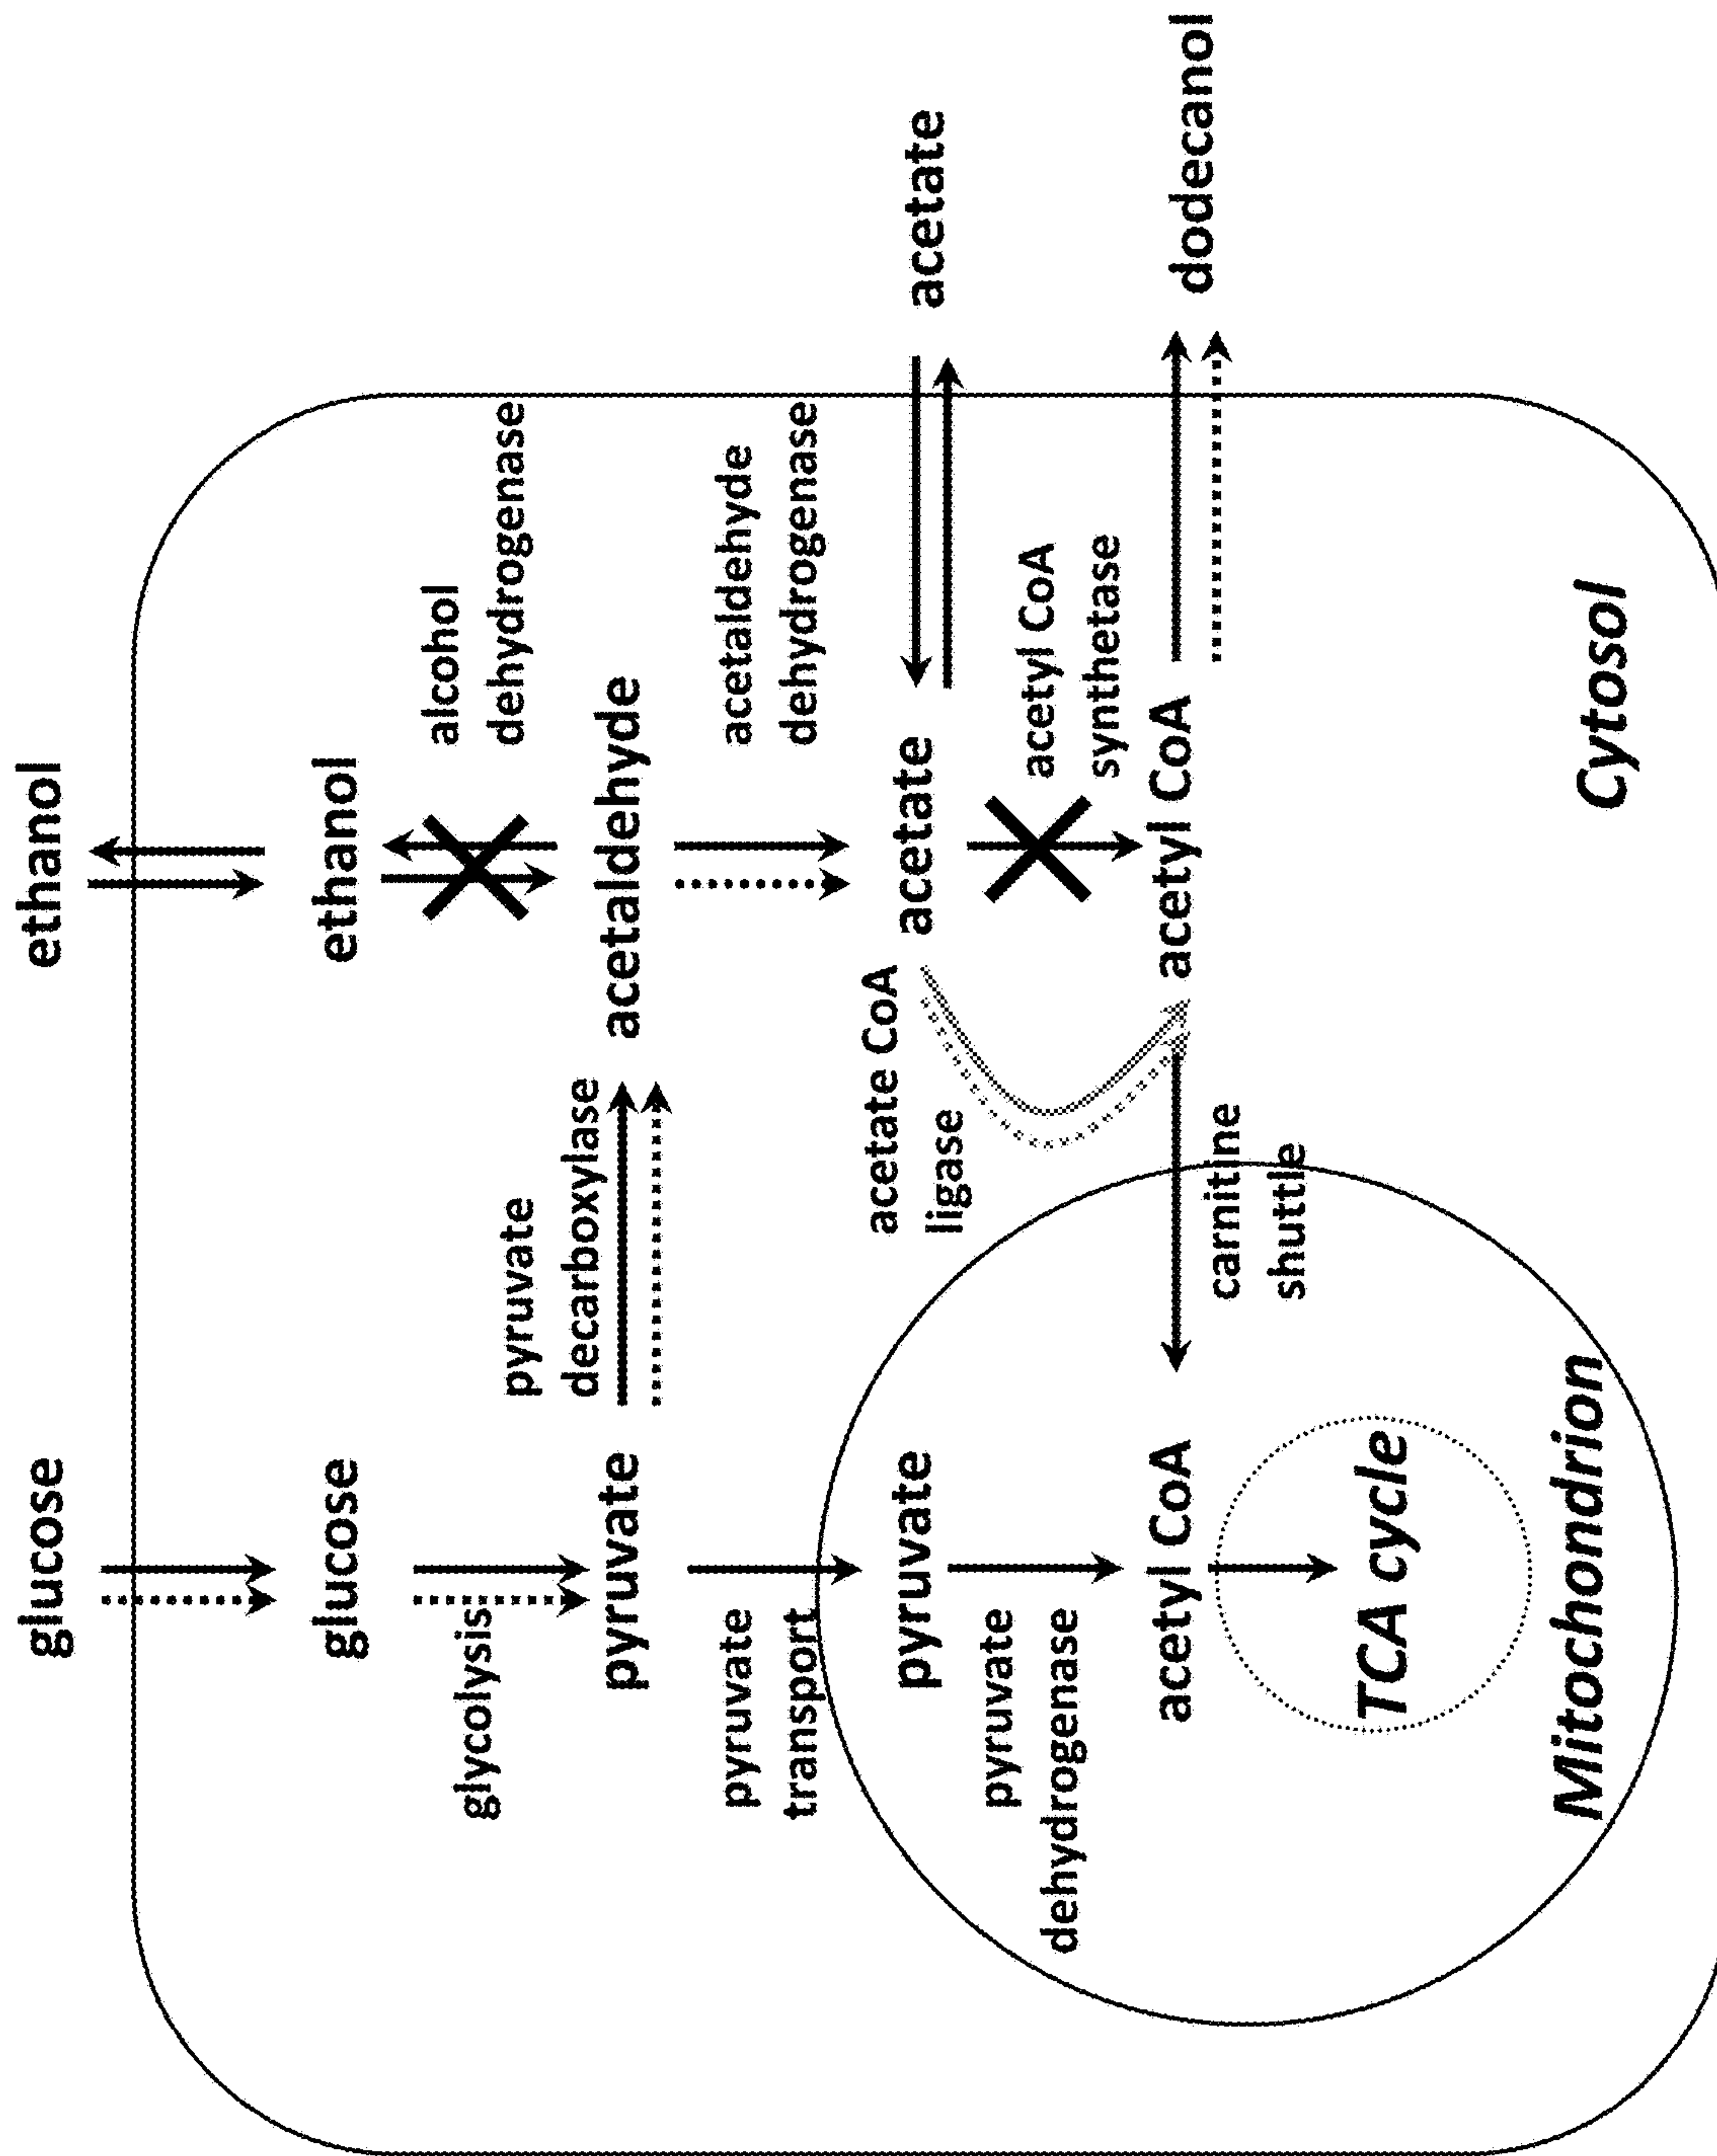 glucose
ethanol
glucose
ethanol
glycolysis
alcohol
dehydrogenase
pyruvate
decarboxylase
pyruvate
acetaldehyde
pyruvate
transport
acetaldehyde
dehydrogenase
acetate CoA
ligase
pyruvate
acetate
acetate
pyruvate
dehydrogenase
acetyl CoA
synthetase
acetyl CoA
acetyl CoA
dodecanol
carnitine
shuttle
TCA cycle
Mitochondrion
Cytosol